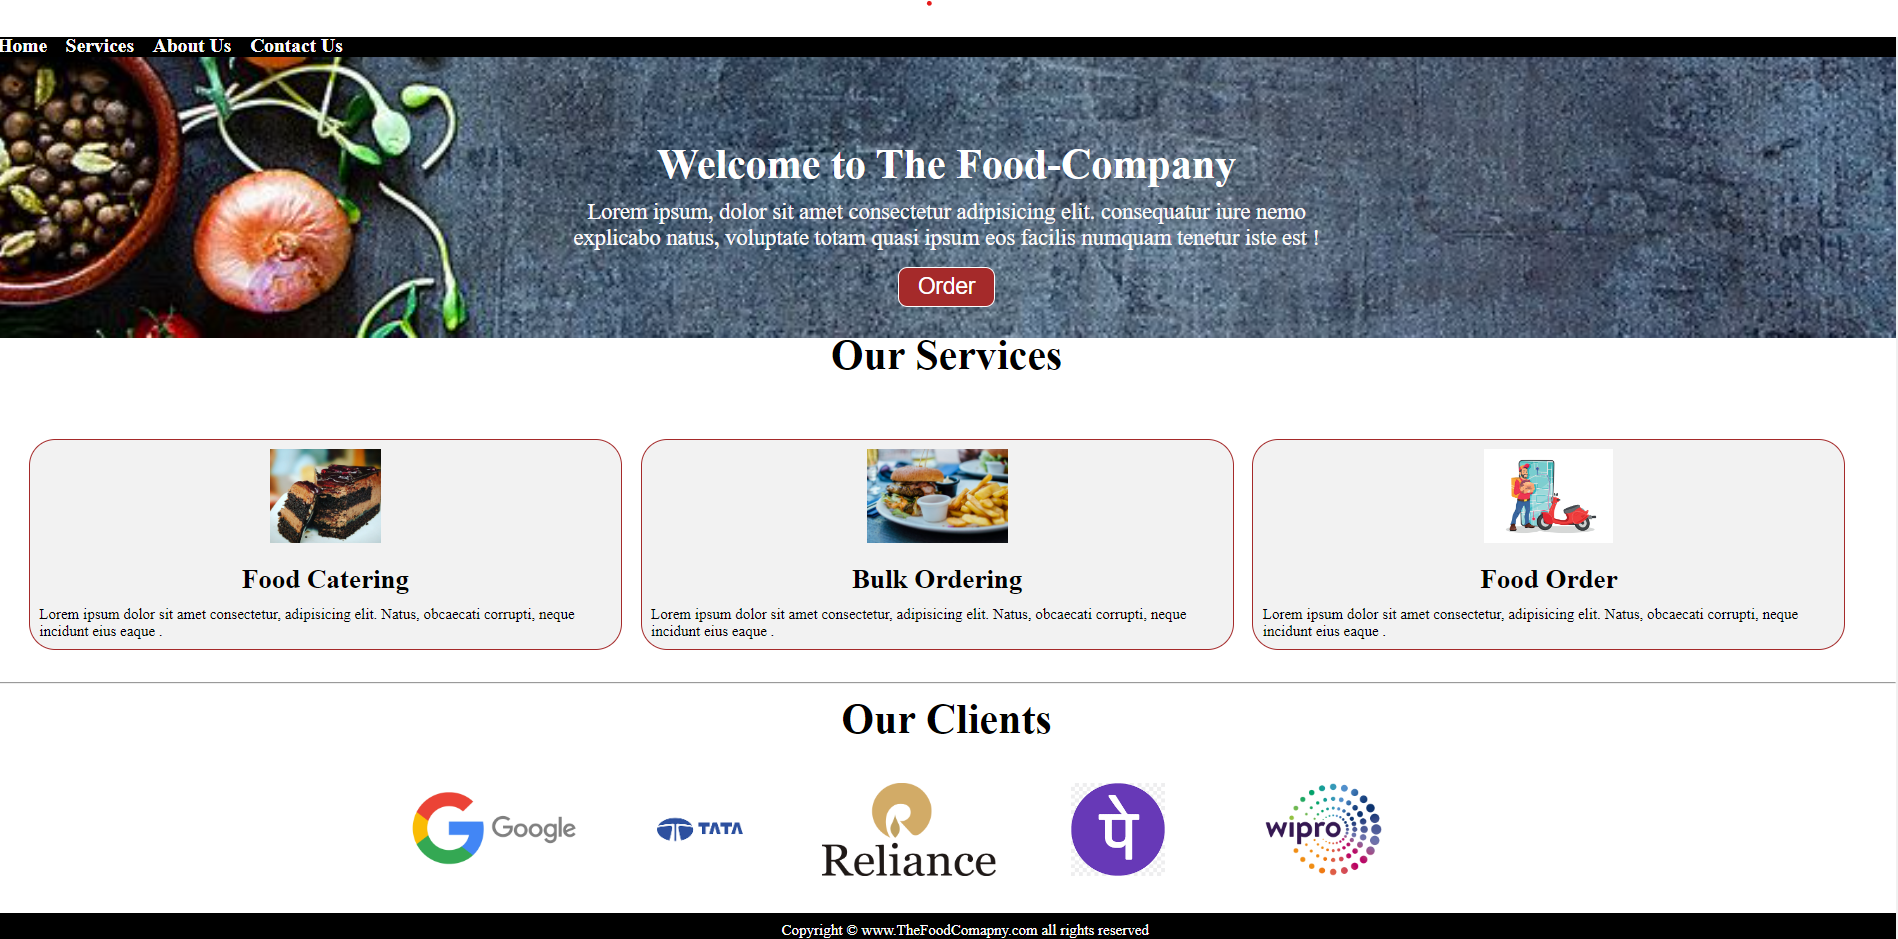 Home Services About Us Contact Us
Welcome to The Food-Company
Lorem ipsum, dolor sit amet consectetur adipisicing elit. consequatur iure nemo
explicabo natus, voluptate totam quasi ipsum eos facilis numquam tenetur iste est !
Order
Our Services
Food Catering
Lorem ipsum dolor sit amet consectetur, adipisicing elit. Natus, obcaecati corrupti, neque
incidunt eius eaque .
Bulk Ordering
Lorem ipsum dolor sit amet consectetur, adipisicing elit. Natus, obcaecati corrupti, neque
incidunt eius eaque .
Food Order
Lorem ipsum dolor sit amet consectetur, adipisicing elit. Natus, obcaecati corrupti, neque
incidunt eius eaque .
Our Clients
Google
TATA
Reliance
पे
wipro
Copyright © www.TheFoodComapny.com all rights reserved